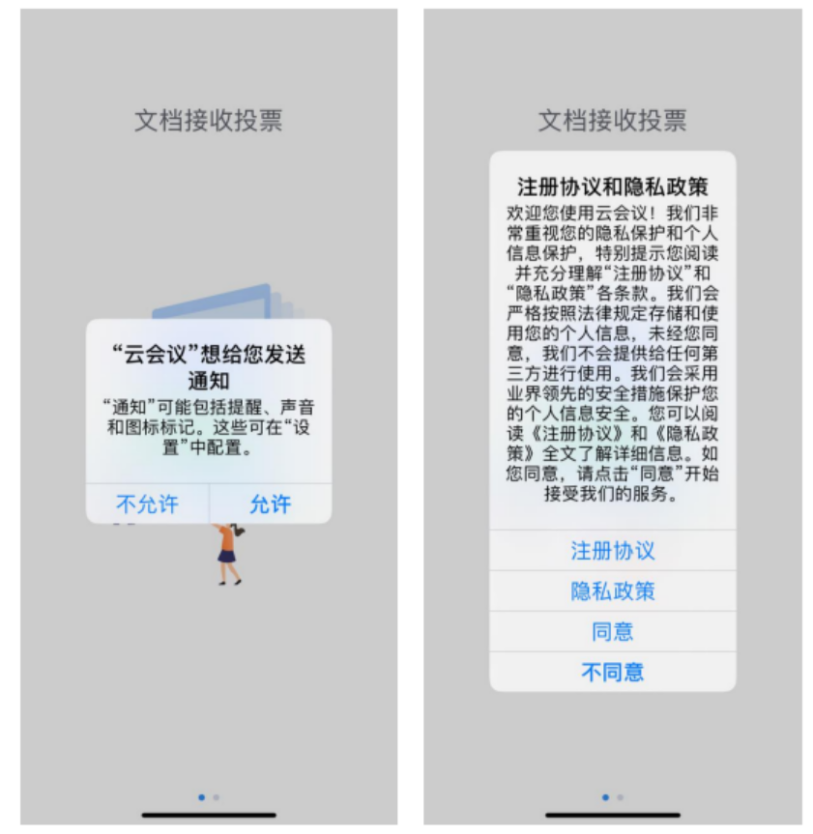 文档接收投票
“云会议”想给您发送
通知
“通知”可能包括提醒、声音
和图标标记。这些可在“设
置”中配置。
不允许
允许
文档接收投票
注册协议和隐私政策
欢迎您使用云会议！我们非
常重视您的隐私保护和个人
信息保护，特别提示您阅读
并充分理解“注册协议”和
“隐私政策”各条款。我们会
严格按照法律规定存储和使
用您的个人信息，未经您同
意，我们不会提供给任何第
三方进行使用。我们会采用
业界领先的安全措施保护您
的个人信息安全。您可以阅
读《注册协议》和《隐私政
策》全文了解详细信息。如
您同意，请点击“同意”开始
接受我们的服务。
注册协议
隐私政策
同意
不同意